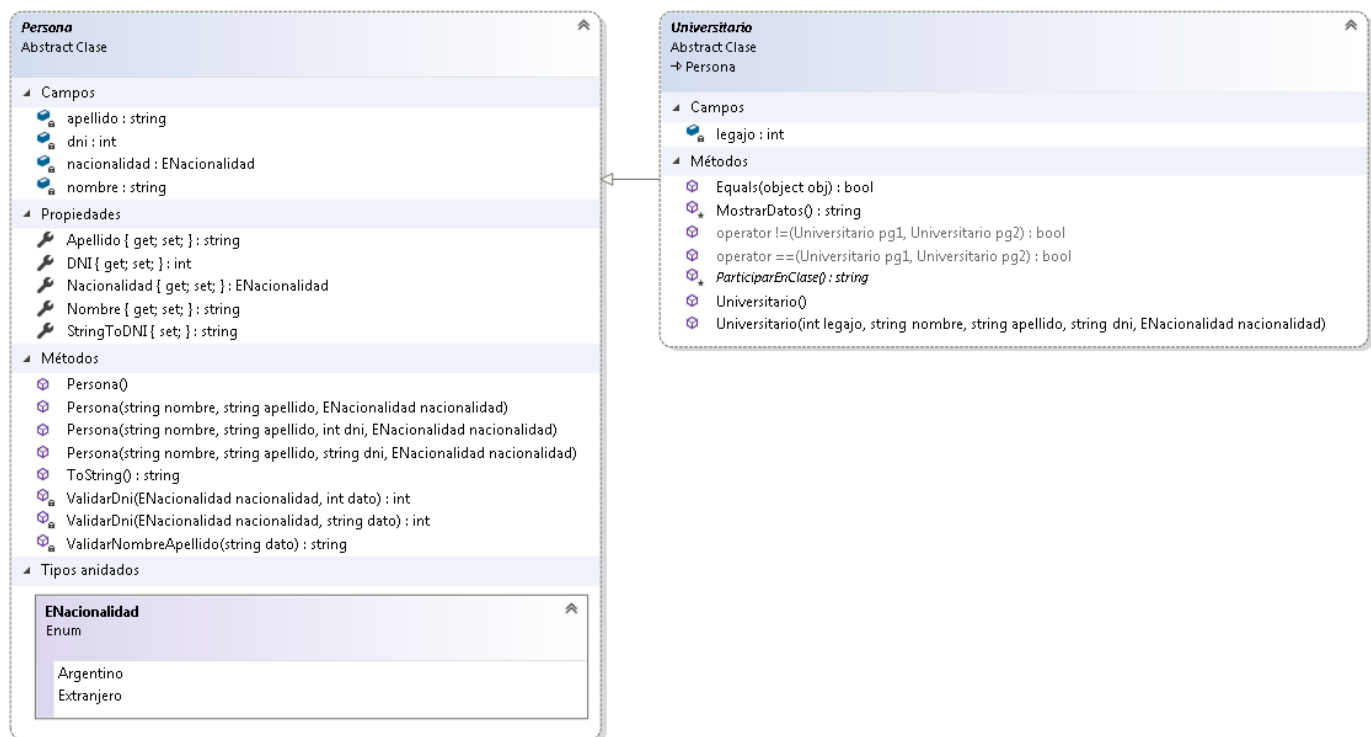 Persona
Abstract Clase
Campos
apellido : string
dni : int
nacionalidad : ENacionalidad
nombre : string
Propiedades
Apellido { get; set; } : string
DNI { get; set; } : int
Nacionalidad { get; set; } : ENacionalidad
Nombre { get; set; } : string
StringToDNI { set; } : string
Métodos
Persona()
Persona(string nombre, string apellido, ENacionalidad nacionalidad)
Persona(string nombre, string apellido, int dni, ENacionalidad nacionalidad)
Persona(string nombre, string apellido, string dni, ENacionalidad nacionalidad)
ToString() : string
ValidarDni(ENacionalidad nacionalidad, int dato) : int
ValidarDni(ENacionalidad nacionalidad, string dato) : int
ValidarNombreApellido(string dato) : string
Tipos anidados
ENacionalidad
Enum
Argentino
Extranjero
Universitario
Abstract Clase
Persona
Campos
legajo : int
Métodos
Equals(object obj) : bool
MostrarDatos() : string
operator !=(Universitario pg1, Universitario pg2) : bool
operator ==(Universitario pg1, Universitario pg2) : bool
ParticiparEnClase() : string
Universitario()
Universitario(int legajo, string nombre, string apellido, string dni, ENacionalidad nacionalidad)